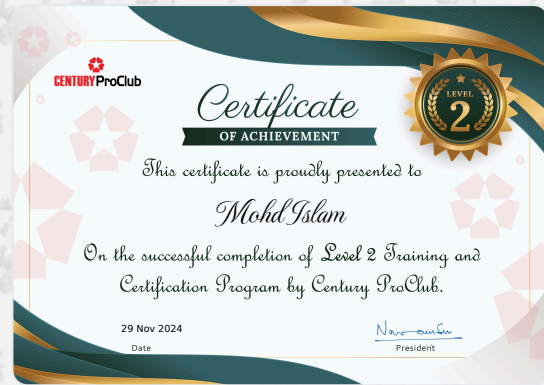 CENTURY ProClub
Certificate
OF ACHIEVEMENT
LEVEL
2
This certificate is proudly presented to
Mohd Islam
On the successful completion of Level 2 Training and
Certification Program by Century ProClub.
29 Nov 2024
Date
President